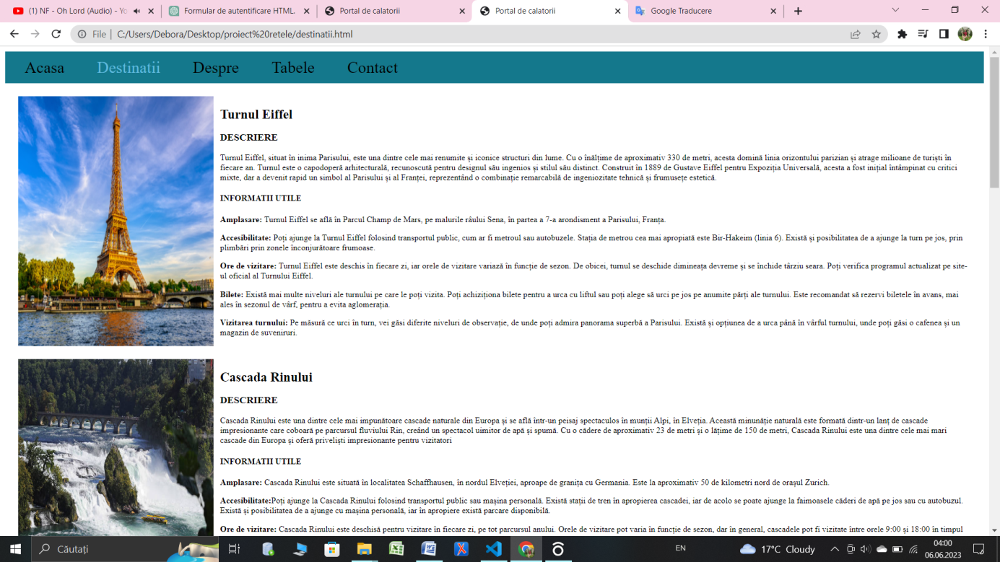 (1) NF - Oh Lord (Audio) - Yo
Formular de autentificare HTML.
Portal de calatorii
Portal de calatorii
Google Traducere
File | C:/Users/Debora/Desktop/proiect%20retele/destinatii.html
Acasa Destinatii Despre Tabele Contact
Turnul Eiffel
DESCRIERE
Turnul Eiffel, situat în inima Parisului, este una dintre cele mai renumite și iconice structuri din lume. Cu o înălțime de aproximativ 330 de metri, acesta domină linia orizontului parizian și atrage milioane de turiști în
fiecare an. Turnul este o capodoperă arhitecturală, recunoscută pentru designul său ingenios și stilul său distinct. Construit în 1889 de Gustave Eiffel pentru Expoziția Universală, acesta a fost inițial întâmpinat cu critici
mixte, dar a devenit rapid un simbol al Parisului și al Franței, reprezentând o combinație remarcabilă de ingeniozitate tehnică și frumusețe estetică.
INFORMATII UTILE
Amplasare: Turnul Eiffel se află în Parcul Champ de Mars, pe malurile râului Sena, în partea a 7-a arondisment a Parisului, Franța.
Accesibilitate: Poți ajunge la Turnul Eiffel folosind transportul public, cum ar fi metroul sau autobuzele. Stația de metrou cea mai apropiată este Bir-Hakeim (linia 6). Există și posibilitatea de a ajunge la turn pe jos, prin
plimbări prin zonele înconjurătoare frumoase.
Ore de vizitare: Turnul Eiffel este deschis în fiecare zi, iar orele de vizitare variază în funcție de sezon. De obicei, turnul se deschide dimineața devreme și se închide târziu seara. Poți verifica programul actualizat pe site-
ul oficial al Turnului Eiffel.
Bilete: Există mai multe niveluri ale turnului pe care le poți vizita. Poți achiziționa bilete pentru a urca cu liftul sau poți alege să urci pe jos pe anumite părți ale turnului. Este recomandat să rezervi biletele în avans, mai
ales în sezonul de vârf, pentru a evita aglomerația.
Vizitarea turnului: Pe măsură ce urci în turn, vei găsi diferite niveluri de observație, de unde poți admira panorama superbă a Parisului. Există și opțiunea de a urca până în vârful turnului, unde poți găsi o cafenea și un
magazin de suveniruri.
Cascada Rinului
DESCRIERE
Cascada Rinului este una dintre cele mai impunătoare cascade naturale din Europa și se află într-un peisaj spectaculos în munții Alpi, în Elveția. Această minunăție naturală este formată dintr-un lanț de cascade
impresionante care coboară pe parcursul fluviului Rin, creând un spectacol uimitor de apă și spumă. Cu o cădere de aproximativ 23 de metri și o lățime de 150 de metri, Cascada Rinului este una dintre cele mai mari
cascade din Europa și oferă priveliști impresionante pentru vizitatori
INFORMATII UTILE
Amplasare: Cascada Rinului este situată în localitatea Schaffhausen, în nordul Elveției, aproape de granița cu Germania. Este la aproximativ 50 de kilometri nord de orașul Zurich.
Accesibilitate:Poți ajunge la Cascada Rinului folosind transportul public sau mașina personală. Există stații de tren în apropierea cascadei, iar de acolo se poate ajunge la faimoasele căderi de apă pe jos sau cu autobuzul.
Există și posibilitatea de a ajunge cu mașina personală, iar în apropiere există parcare disponibilă.
Ore de vizitare: Cascada Rinului este deschisă pentru vizitare în fiecare zi, pe tot parcursul anului. Orele de vizitare pot varia în funcție de sezon, dar în general, cascadele pot fi vizitate între orele 9:00 și 18:00 în timpul
Căutați
EN
17°C Cloudy
04:00
06.06.2023